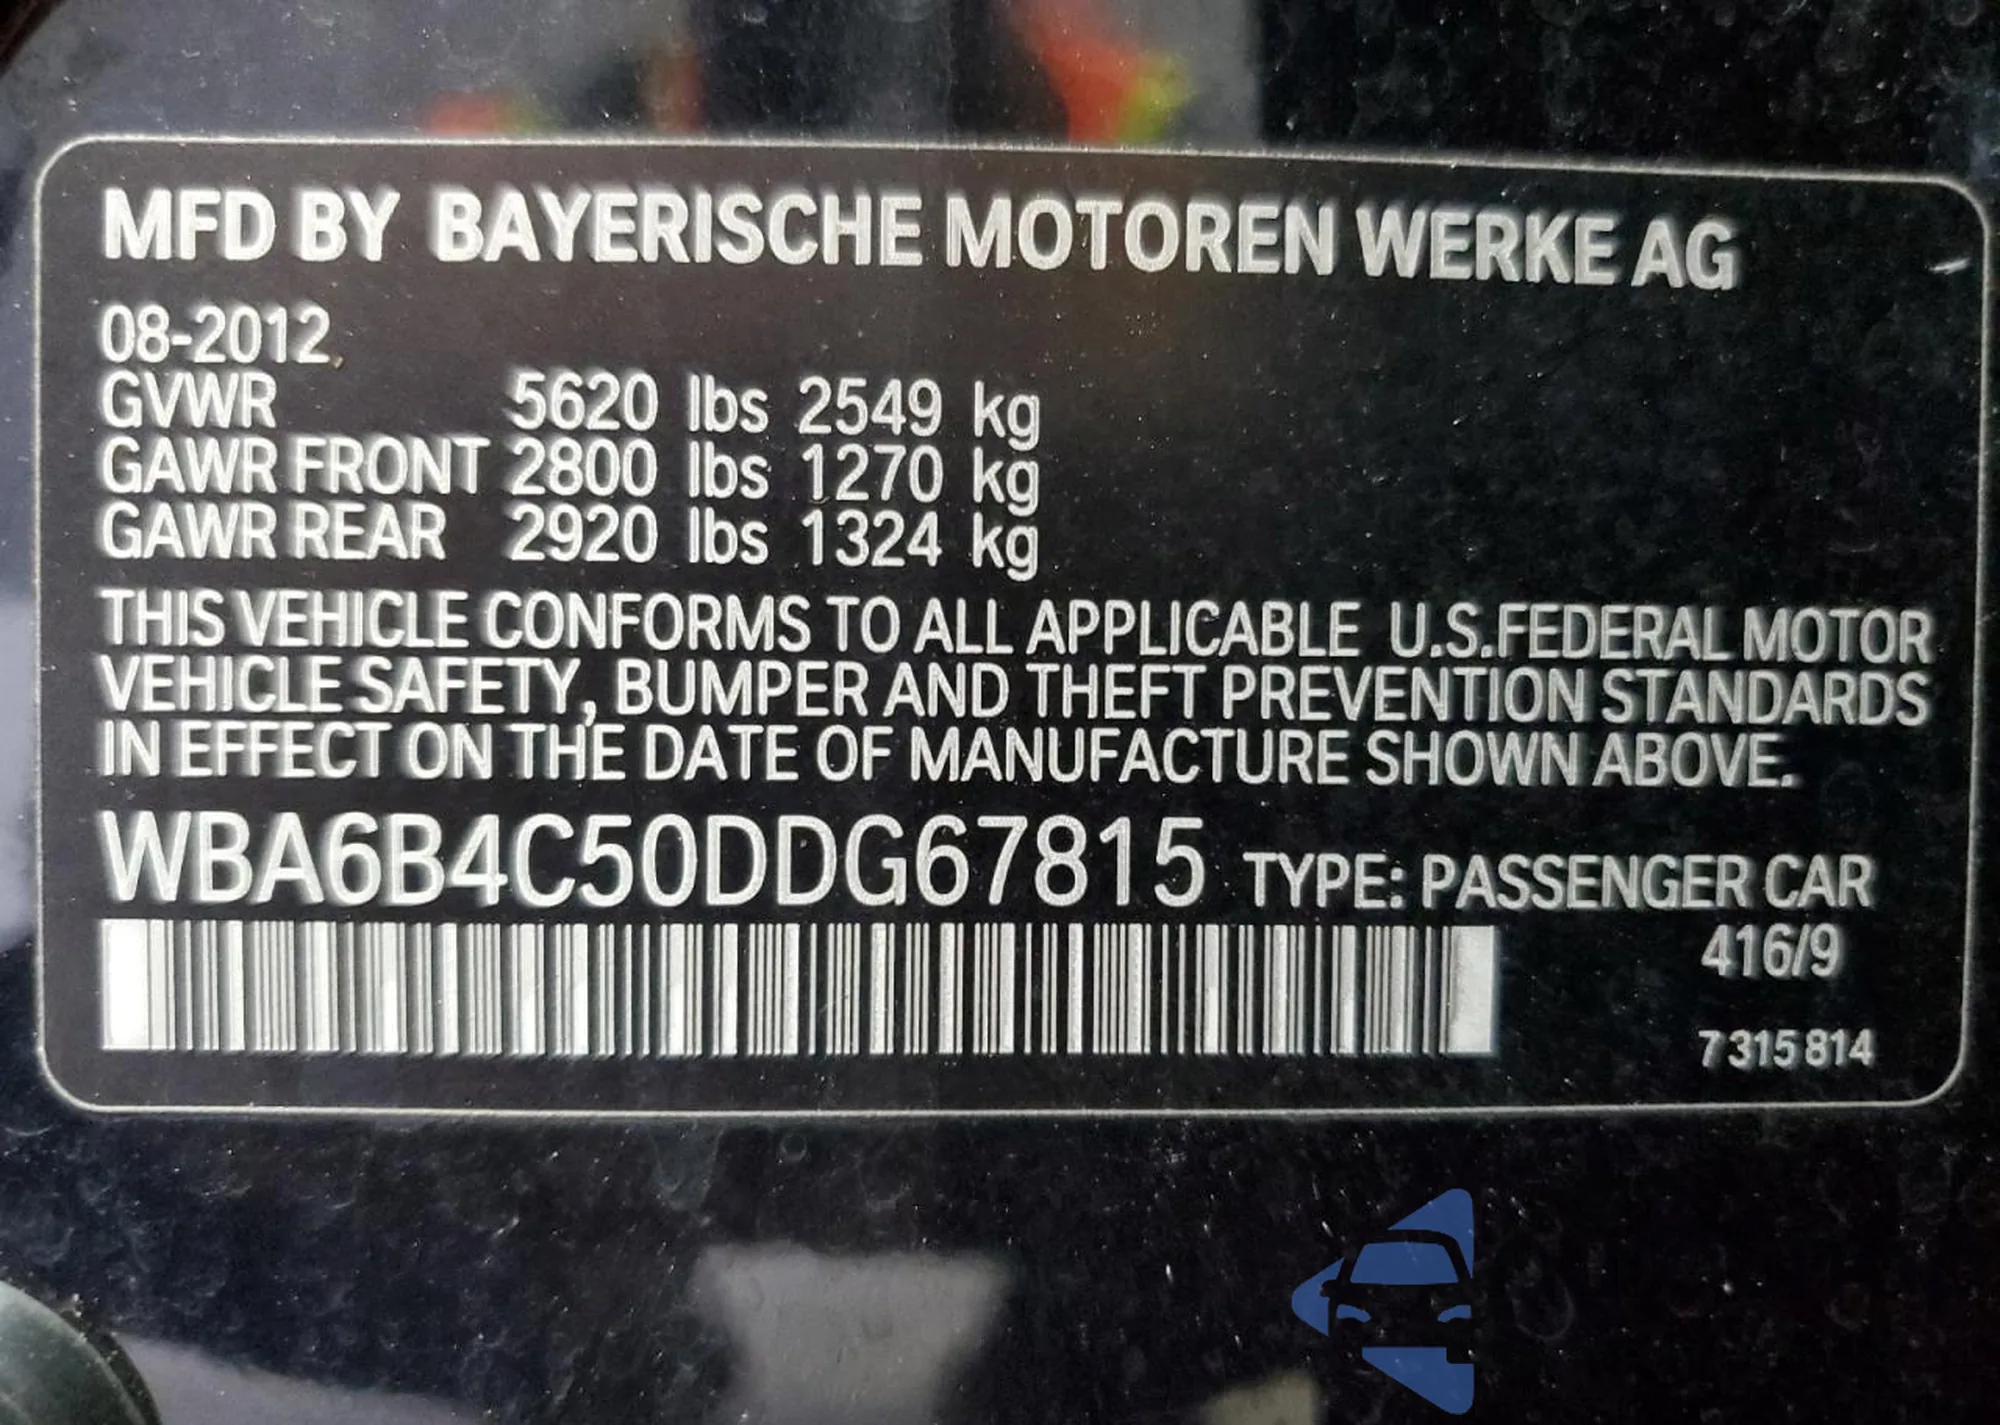 MFD BY BAYERISCHE MOTOREN WERKE AG
08-2012
GVWR 5620 lbs 2549 kg
GAWR FRONT 2800 lbs 1270 kg
GAWR REAR 2920 lbs 1324 kg
THIS VEHICLE CONFORMS TO ALL APPLICABLE U.S.FEDERAL MOTOR
VEHICLE SAFETY, BUMPER AND THEFT PREVENTION STANDARDS
IN EFFECT ON THE DATE OF MANUFACTURE SHOWN ABOVE.
WBA6B4C50DDG67815 TYPE: PASSENGER CAR
416/9
7 315 814